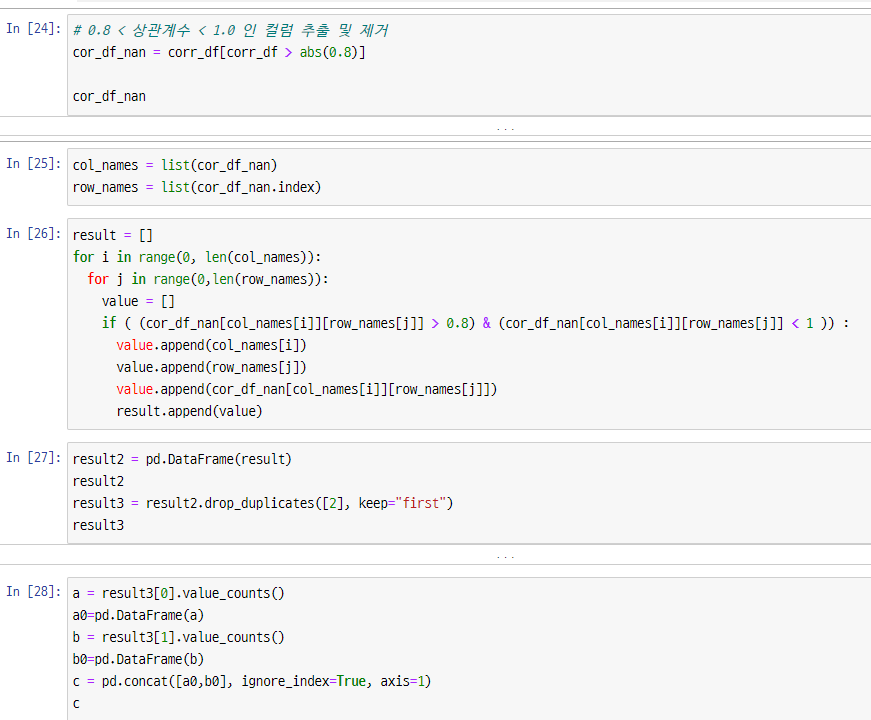 In [24]: # 0.8 < 상관계수 < 1.0 인 컬럼 추출 및 제거
cor_df_nan = corr_df[corr_df > abs(0.8)]
cor_df_nan
...
In [25]: col_names = list(cor_df_nan)
row_names = list(cor_df_nan.index)
In [26]: result = []
for i in range(0, len(col_names)):
  for j in range(0,len(row_names)):
    value = []
    if ( (cor_df_nan[col_names[i]][row_names[j]] > 0.8) & (cor_df_nan[col_names[i]][row_names[j]] < 1 )) :
      value.append(col_names[i])
      value.append(row_names[j])
      value.append(cor_df_nan[col_names[i]][row_names[j]])
      result.append(value)
In [27]: result2 = pd.DataFrame(result)
result2
result3 = result2.drop_duplicates([2], keep="first")
result3
...
In [28]: a = result3[0].value_counts()
a0=pd.DataFrame(a)
b = result3[1].value_counts()
b0=pd.DataFrame(b)
c = pd.concat([a0,b0], ignore_index=True, axis=1)
c